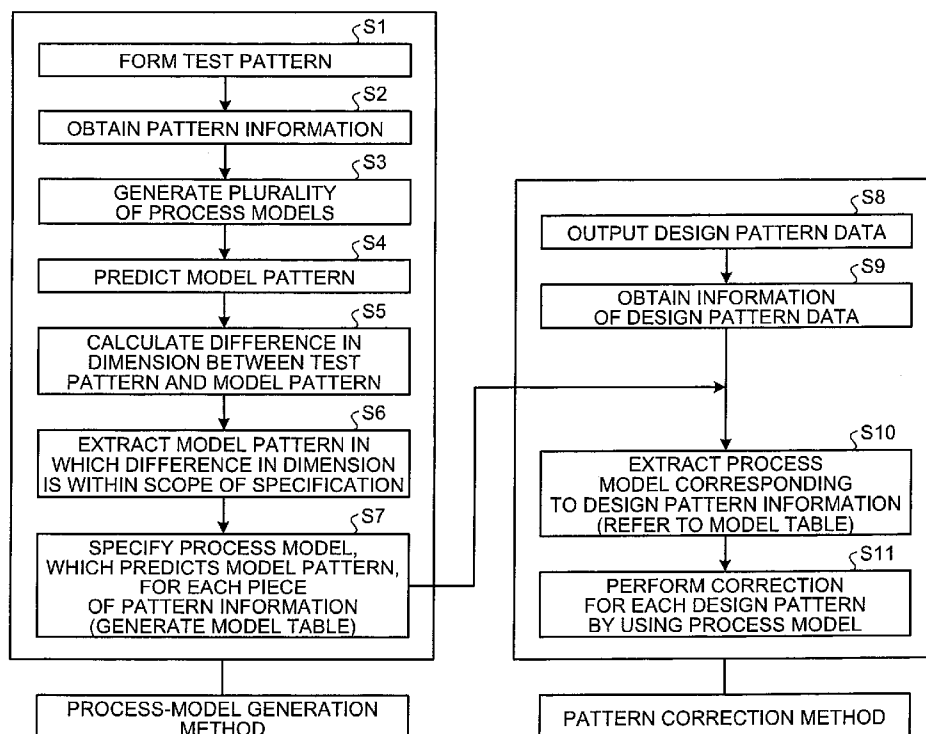 S1
FORM TEST PATTERN
S2
OBTAIN PATTERN INFORMATION
S3
GENERATE PLURALITY
OF PROCESS MODELS
S4
PREDICT MODEL PATTERN
S5
CALCULATE DIFFERENCE IN
DIMENSION BETWEEN TEST
PATTERN AND MODEL PATTERN
S6
EXTRACT MODEL PATTERN IN
WHICH DIFFERENCE IN DIMENSION
IS WITHIN SCOPE OF SPECIFICATION
S7
SPECIFY PROCESS MODEL,
WHICH PREDICTS MODEL PATTERN,
FOR EACH PIECE
OF PATTERN INFORMATION
(GENERATE MODEL TABLE)
PROCESS-MODEL GENERATION
METHOD
S8
OUTPUT DESIGN PATTERN DATA
S9
OBTAIN INFORMATION
OF DESIGN PATTERN DATA
S10
EXTRACT PROCESS
MODEL CORRESPONDING
TO DESIGN PATTERN INFORMATION
(REFER TO MODEL TABLE)
S11
PERFORM CORRECTION
FOR EACH DESIGN PATTERN
BY USING PROCESS MODEL
PATTERN CORRECTION METHOD